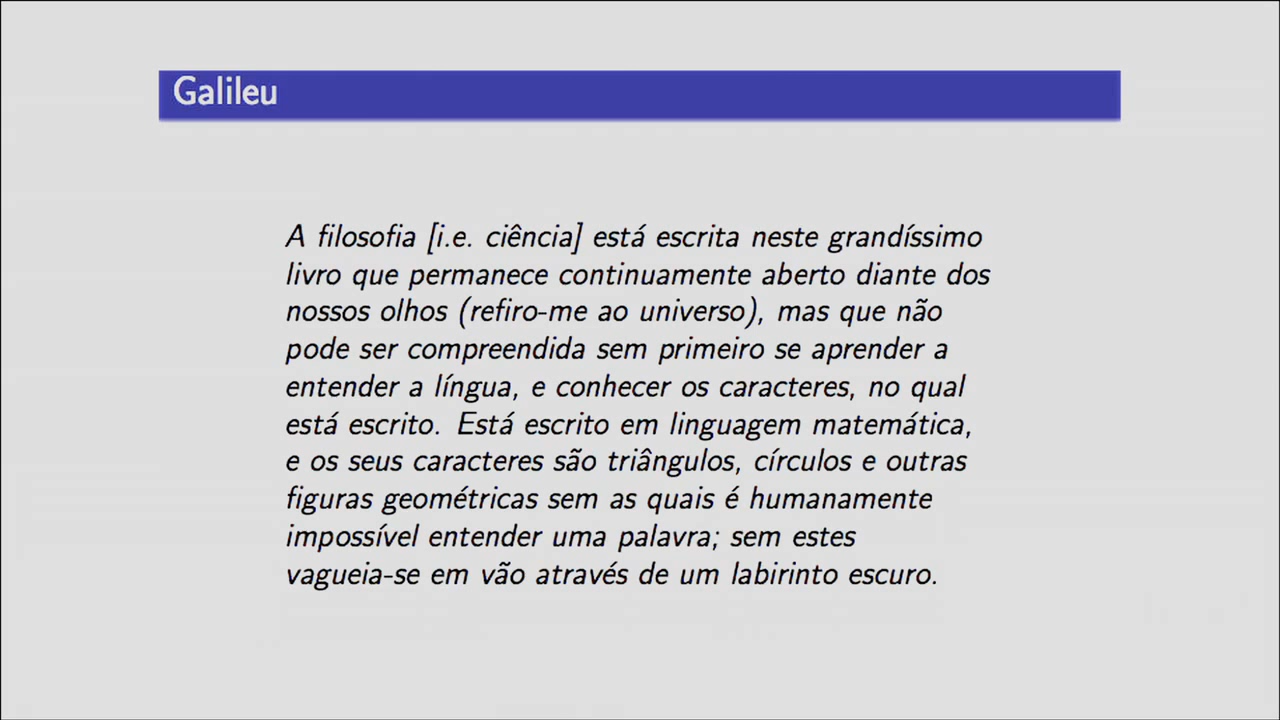 Galileu
A filosofia [i.e. ciência] está escrita neste grandíssimo
livro que permanece continuamente aberto diante dos
nossos olhos (refiro-me ao universo), mas que não
pode ser compreendida sem primeiro se aprender a
entender a língua, e conhecer os caracteres, no qual
está escrito. Está escrito em linguagem matemática,
e os seus caracteres são triângulos, círculos e outras
figuras geométricas sem as quais é humanamente
impossível entender uma palavra; sem estes
vagueia-se em vão através de um labirinto escuro.